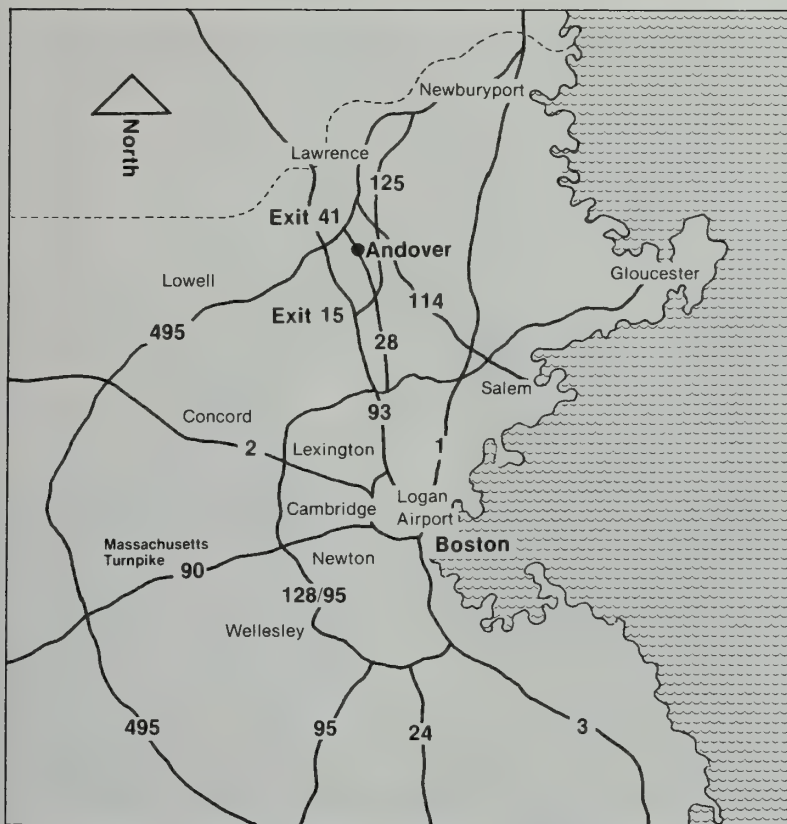 North
Newburyport
Lawrence
125
Exit 41
Andover
Gloucester
Lowell
Exit 15
114
495
28
Salem
93
Concord
2
Lexington
1
Cambridge
Logan
Airport
Boston
Massachusetts
Turnpike
90
Newton
128/95
Wellesley
495
95
24
3